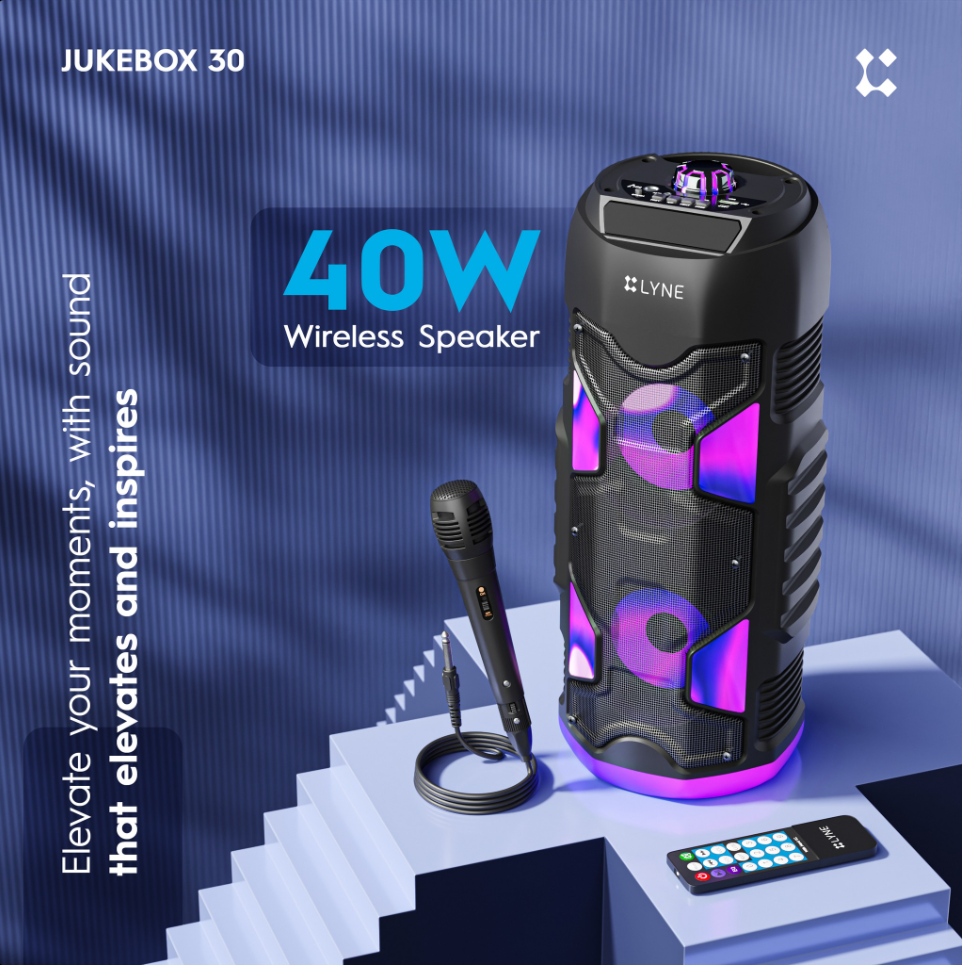 JUKEBOX 30
40W
Wireless Speaker
LYNE
Elevate your moments, with sound
that elevates and inspires
LYNE